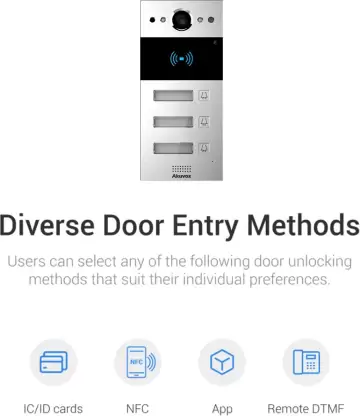 Akuvox
Diverse Door Entry Methods
Users can select any of the following door unlocking
methods that suit their individual preferences.
NFC
IC/ID cards
NFC
App
Remote DTMF